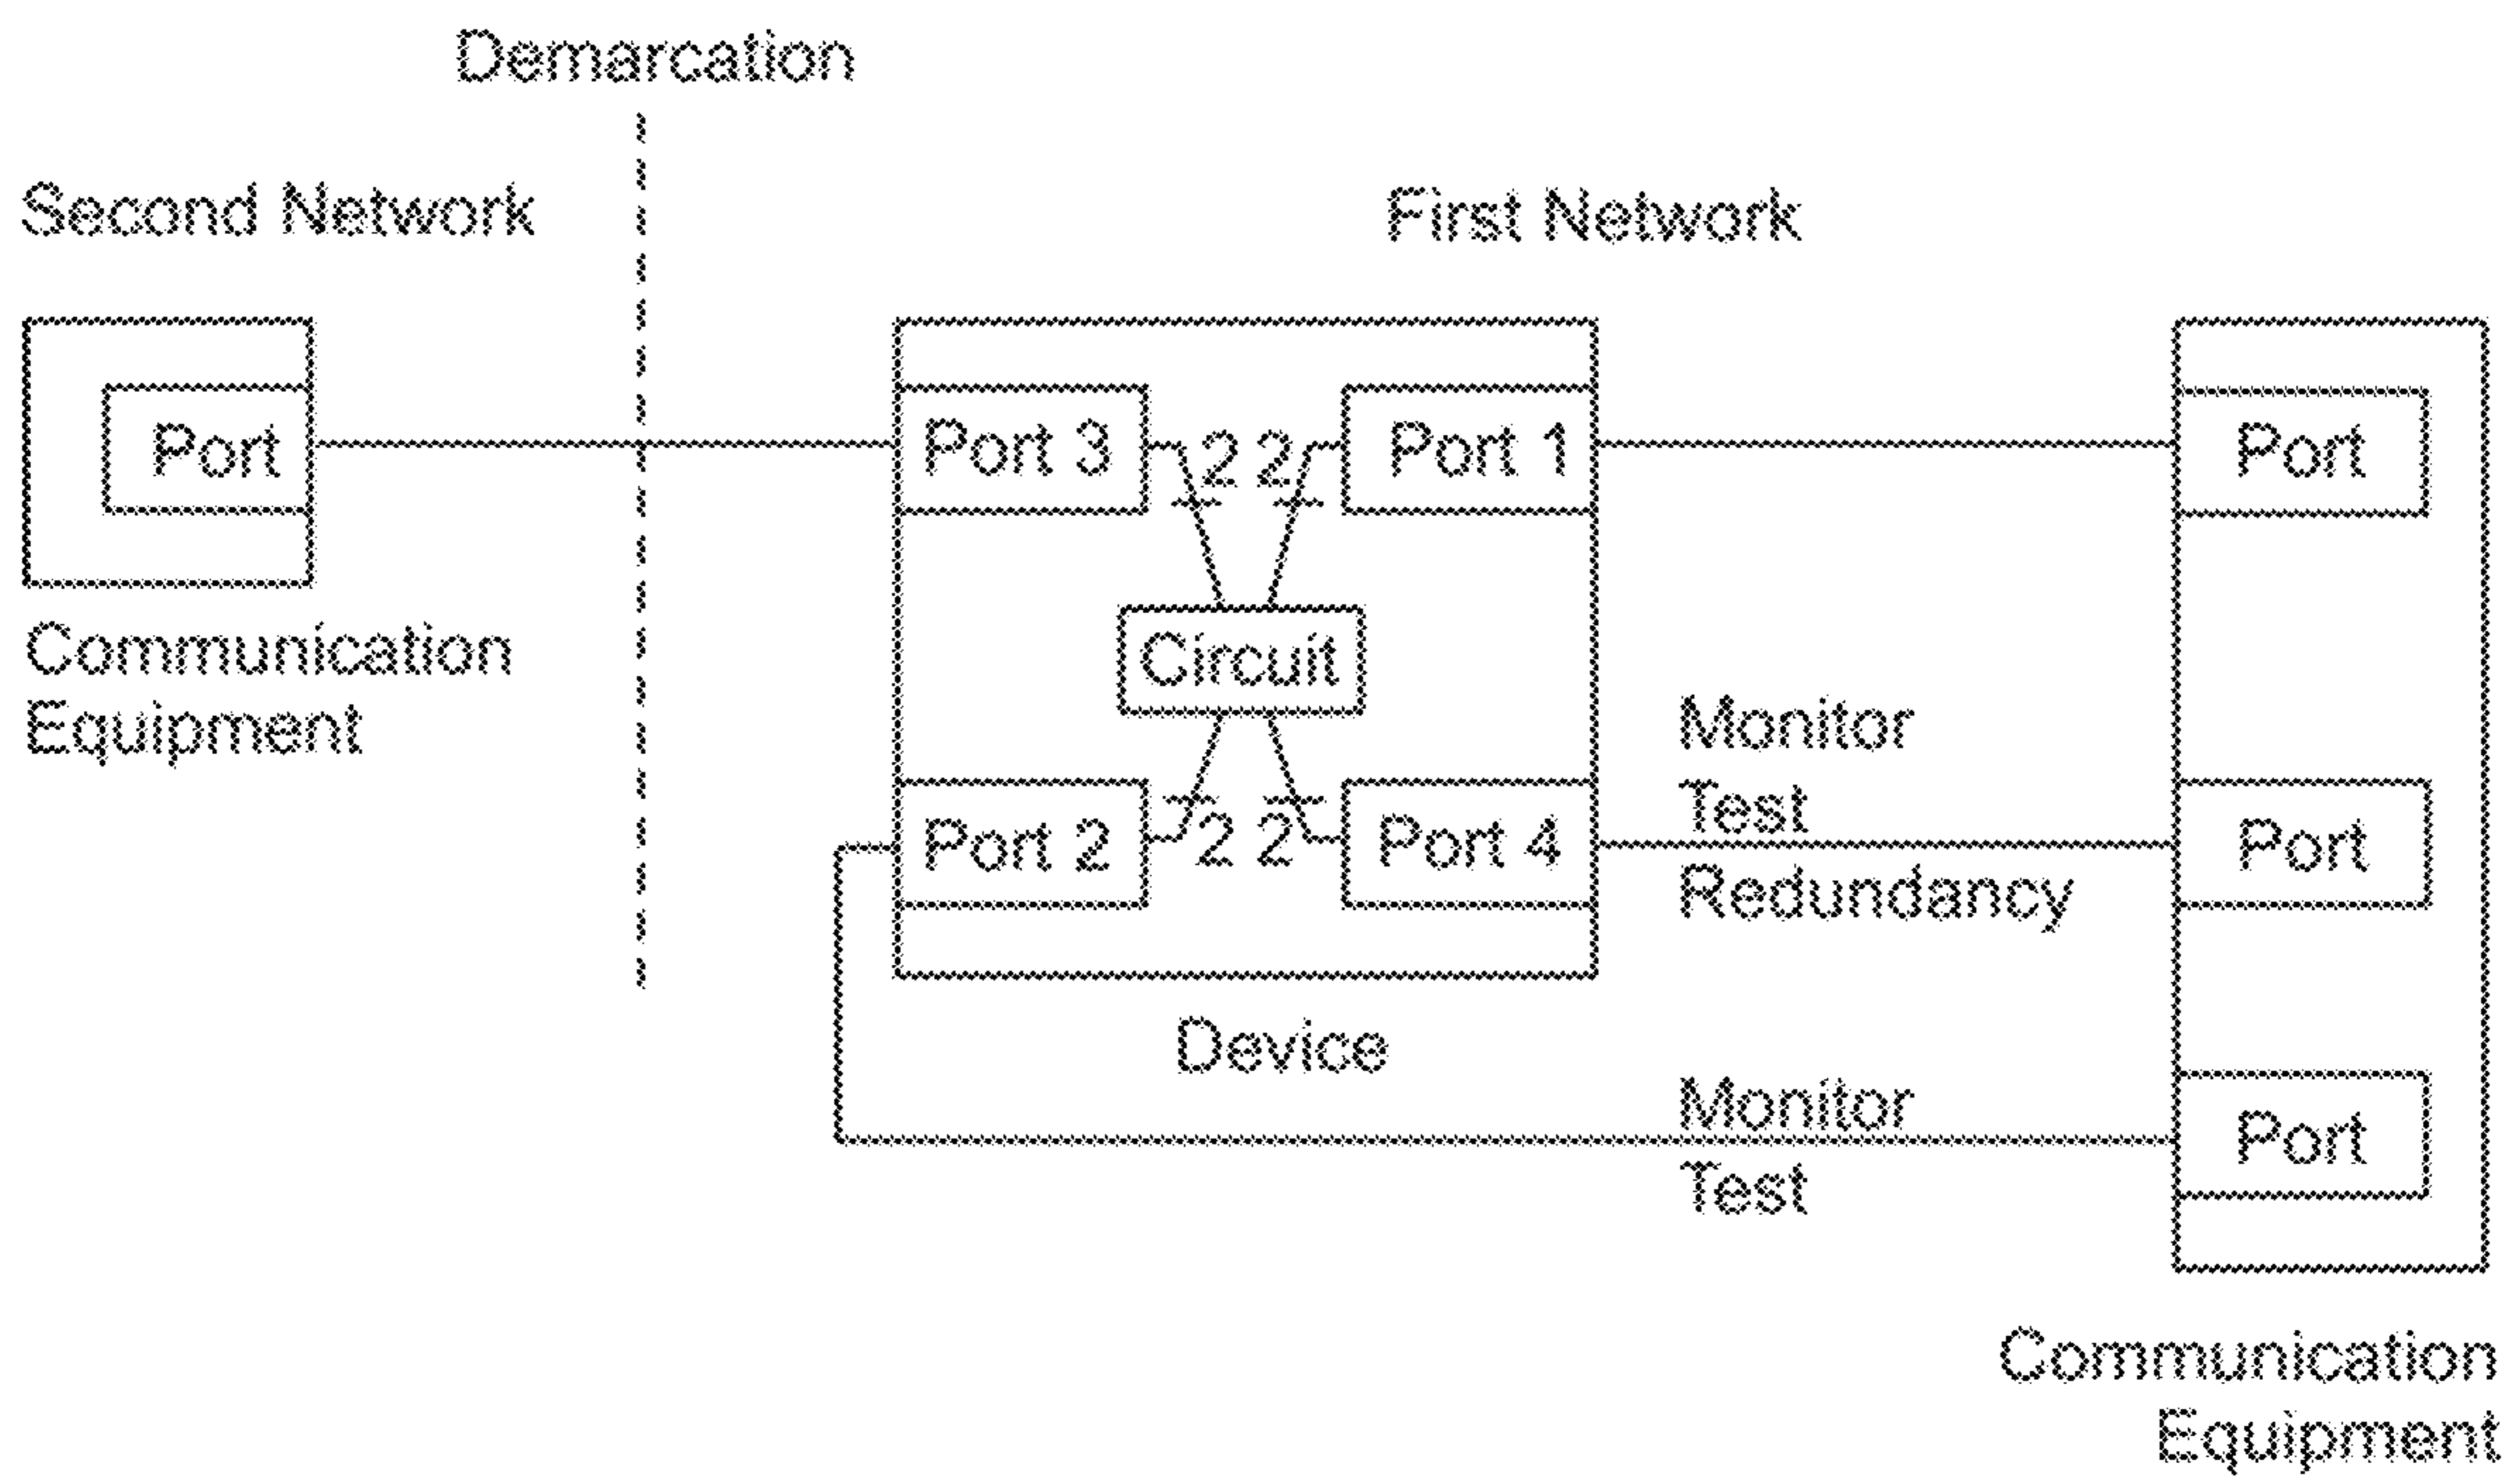 Demarcation
Second Network
First Network
Port
Port 3
2 2
Port 1
Port
Circuit
Communication
Equipment
Monitor
Test
Redundancy
Port 2
2 2
Port 4
Port
Device
Monitor
Test
Port
Communication
Equipment